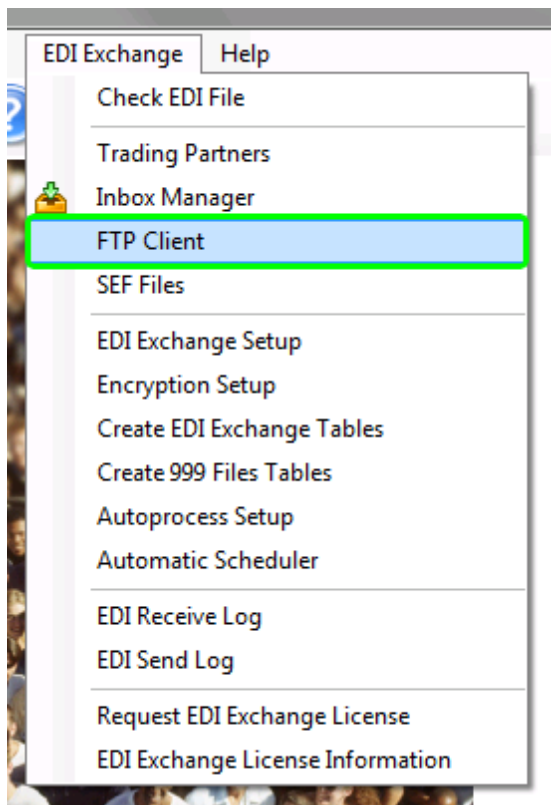 EDI Exchange Help
Check EDI File
Trading Partners
Inbox Manager
FTP Client
SEF Files
EDI Exchange Setup
Encryption Setup
Create EDI Exchange Tables
Create 999 Files Tables
Autoprocess Setup
Automatic Scheduler
EDI Receive Log
EDI Send Log
Request EDI Exchange License
EDI Exchange License Information